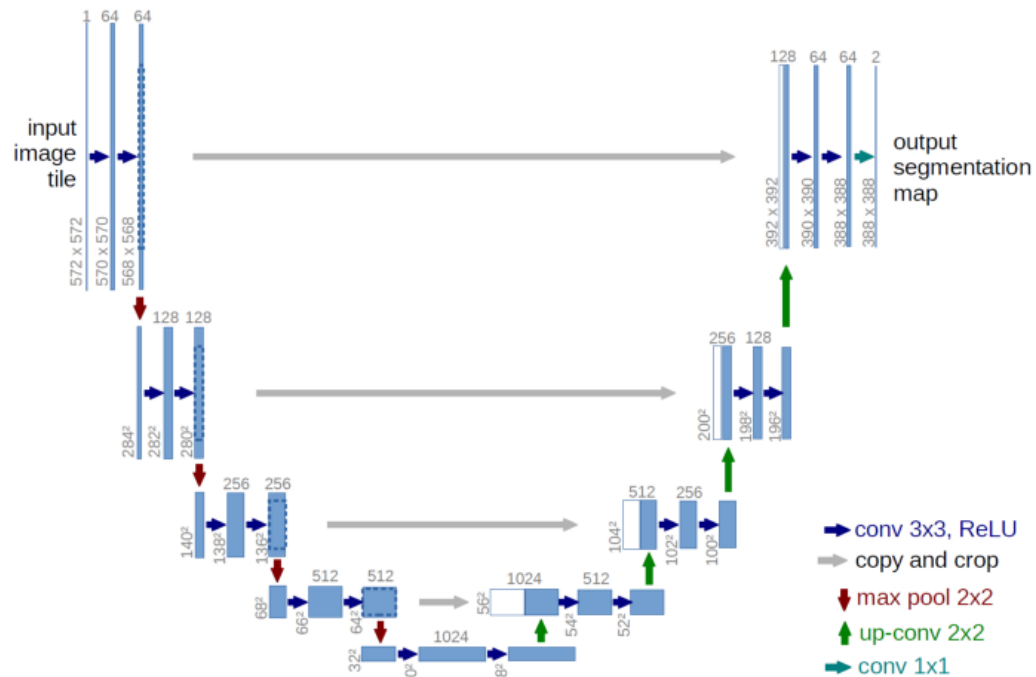 1 64 64
128 64 64 2
input
image
tile
output
segmentation
map
572 x 572
570 x 570
568 x 568
392 x 392
390 x 390
388 x 388
388 x 388
128 128
256 128
284²
282²
280²
200²
198²
196²
256 256
512 256
140²
138²
136²
104²
102²
100²
512 512
1024 512
68²
66²
64²
56²
54²
52²
1024
32²
0²
8²
conv 3x3, ReLU
copy and crop
max pool 2x2
up-conv 2x2
conv 1x1